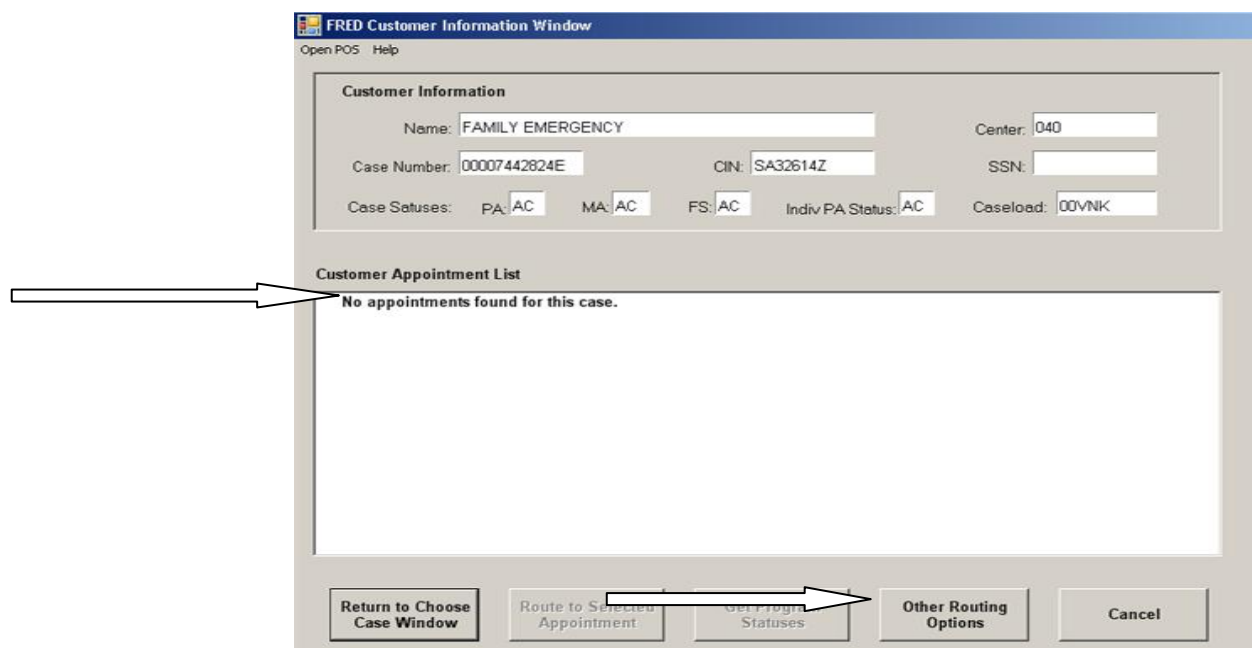 FRED Customer Information Window
Open POS Help
Customer Information
Name: FAMILY EMERGENCY Center: 040
Case Number: 00007442824E CIN: SA32614Z SSN:
Case Satuses: PA: AC MA: AC FS: AC Indiv PA Status: AC Caseload: 00VNK
Customer Appointment List
No appointments found for this case.
Return to Choose Case Window
Route to Selected Appointment
Get Program Statuses
Other Routing Options
Cancel